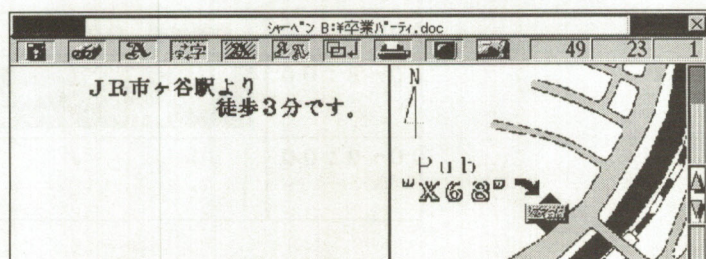 シャーペン B:¥卒業パーティ.doc
49 23 1
JR市ヶ谷駅より
徒歩3分です。
N
Pub
"X68"